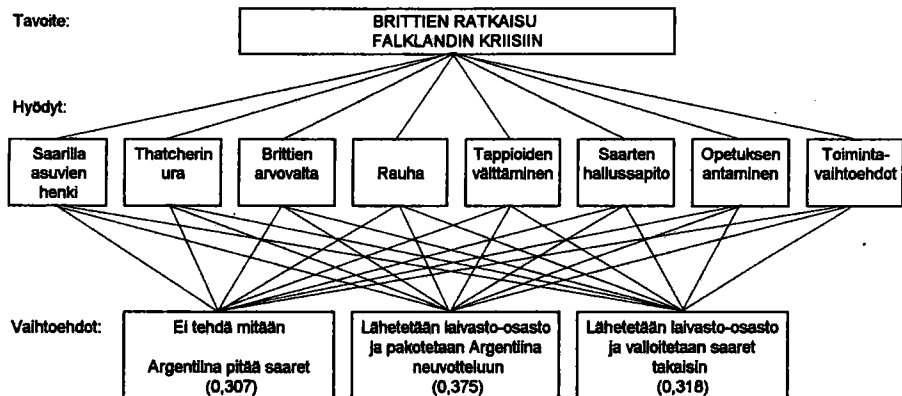 Tavoite:
BRITTIEN RATKAISU
FALKLANDIN KRIISIIN
Hyödyt:
Saarilla
asuvien
henki
Thatcherin
ura
Brittien
arvovalta
Rauha
Tappioiden
välttäminen
Saarten
hallussapito
Opetuksen
antaminen
Toiminta-
vaihtoehdot
Vaihtoehdot:
Ei tehdä mitään
Argentiina pitää saaret
(0,307)
Lähetetään laivasto-osasto
ja pakotetaan Argentiina
neuvotteluun
(0,375)
Lähetetään laivasto-osasto
ja valloitetaan saaret
takaisin
(0,318)